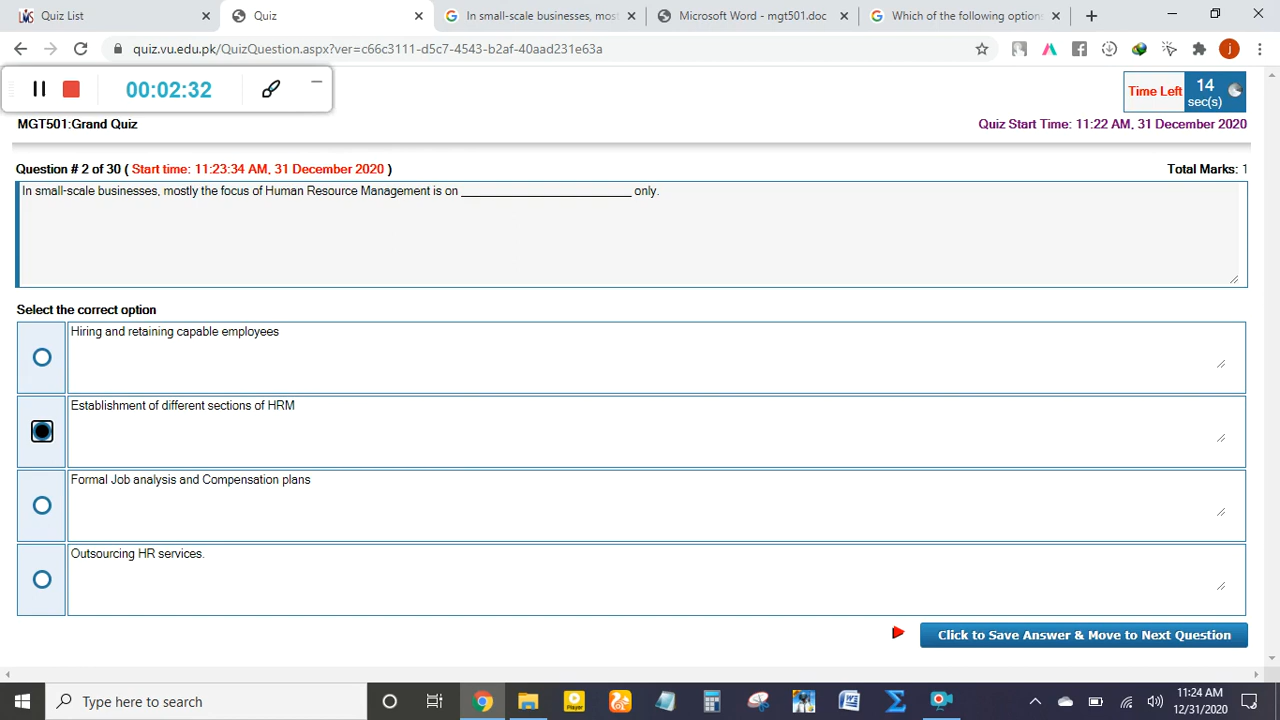 Quiz List
Quiz
In small-scale businesses, most
Microsoft Word - mgt501.doc
Which of the following option
quiz.vu.edu.pk/QuizQuestion.aspx?ver=c66c3111-d5c7-4543-b2af-40aad231e63a
j
00:02:32
Time Left
14
sec(s)
MGT501:Grand Quiz
Quiz Start Time: 11:22 AM, 31 December 2020
Question # 2 of 30 ( Start time: 11:23:34 AM, 31 December 2020 )
Total Marks: 1
In small-scale businesses, mostly the focus of Human Resource Management is on ____________________________ only.
Select the correct option
Hiring and retaining capable employees
Establishment of different sections of HRM
Formal Job analysis and Compensation plans
Outsourcing HR services.
Click to Save Answer & Move to Next Question
Type here to search
11:24 AM
12/31/2020